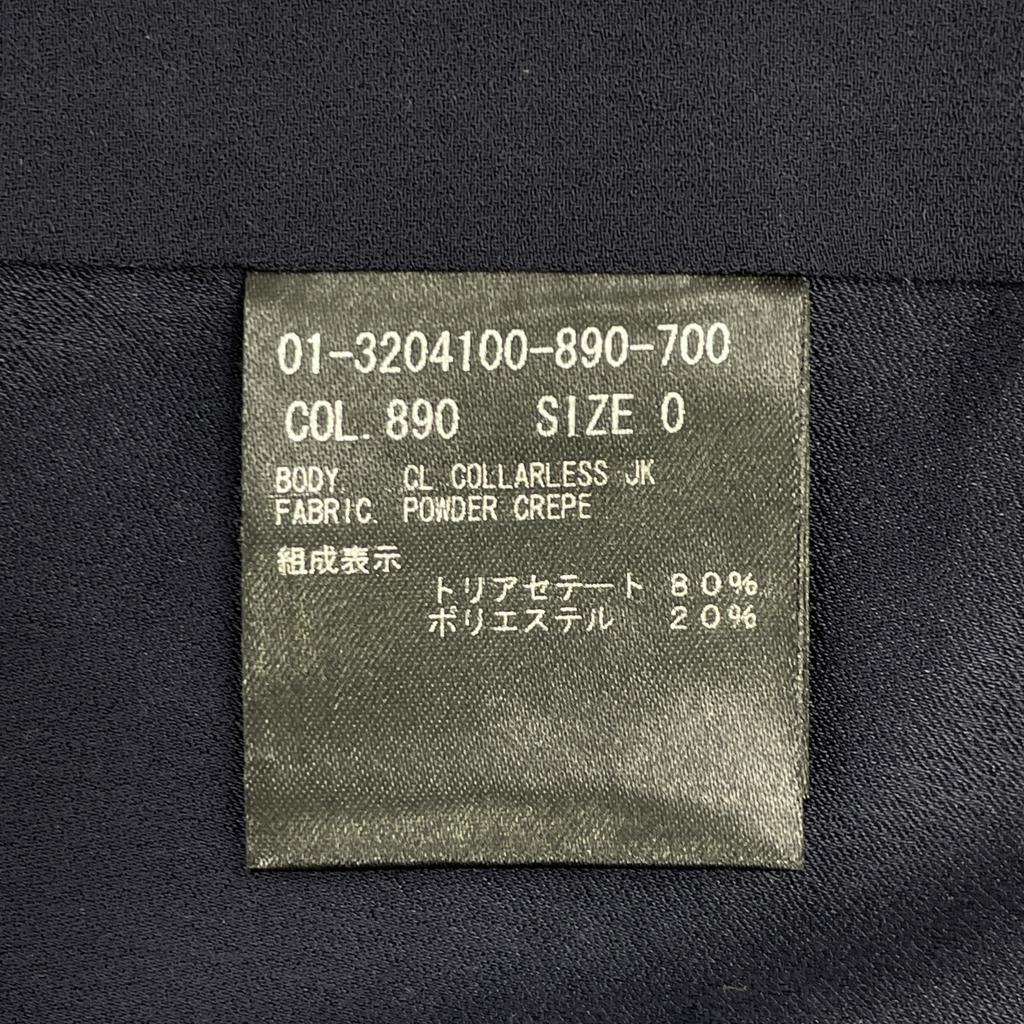 01-3204100-890-700
COL. 890 SIZE 0
BODY CL COLLARLESS JK
FABRIC. POWDER CREPE
組成表示
トリアセテート 80%
ポリエステル 20%